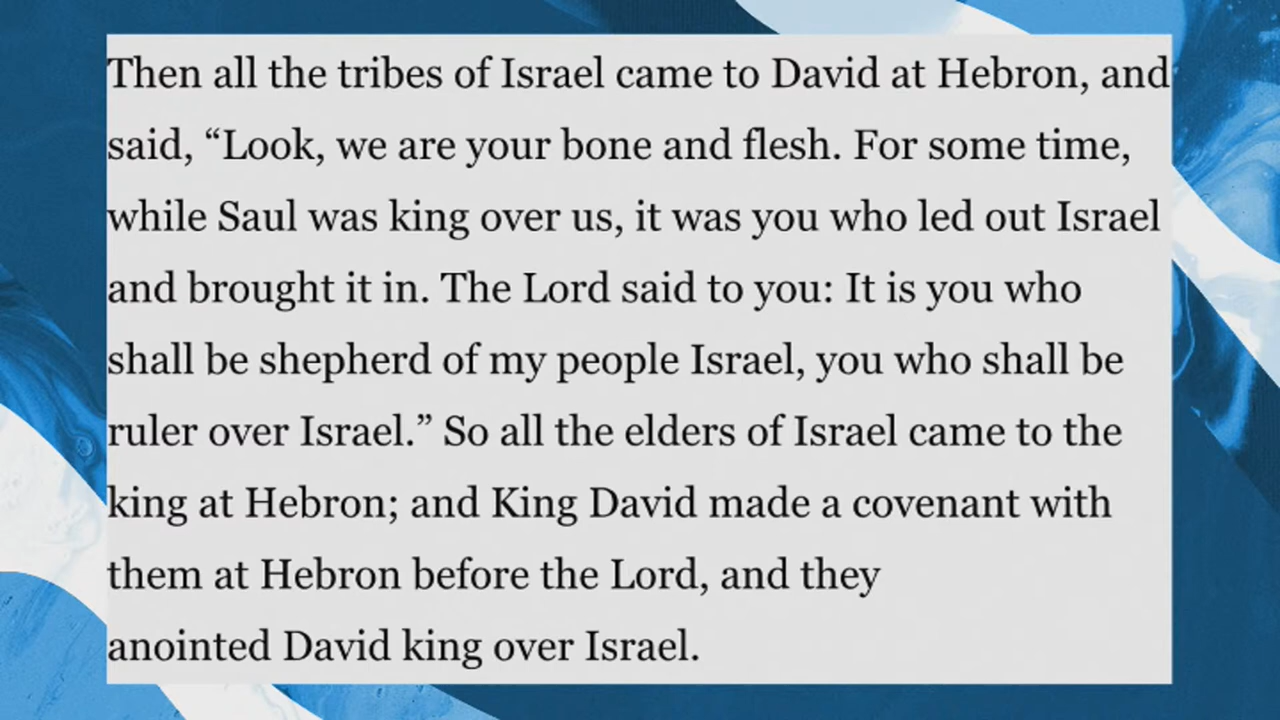 Then all the tribes of Israel came to David at Hebron, and
said, “Look, we are your bone and flesh. For some time,
while Saul was king over us, it was you who led out Israel
and brought it in. The Lord said to you: It is you who
shall be shepherd of my people Israel, you who shall be
ruler over Israel.” So all the elders of Israel came to the
king at Hebron; and King David made a covenant with
them at Hebron before the Lord, and they
anointed David king over Israel.